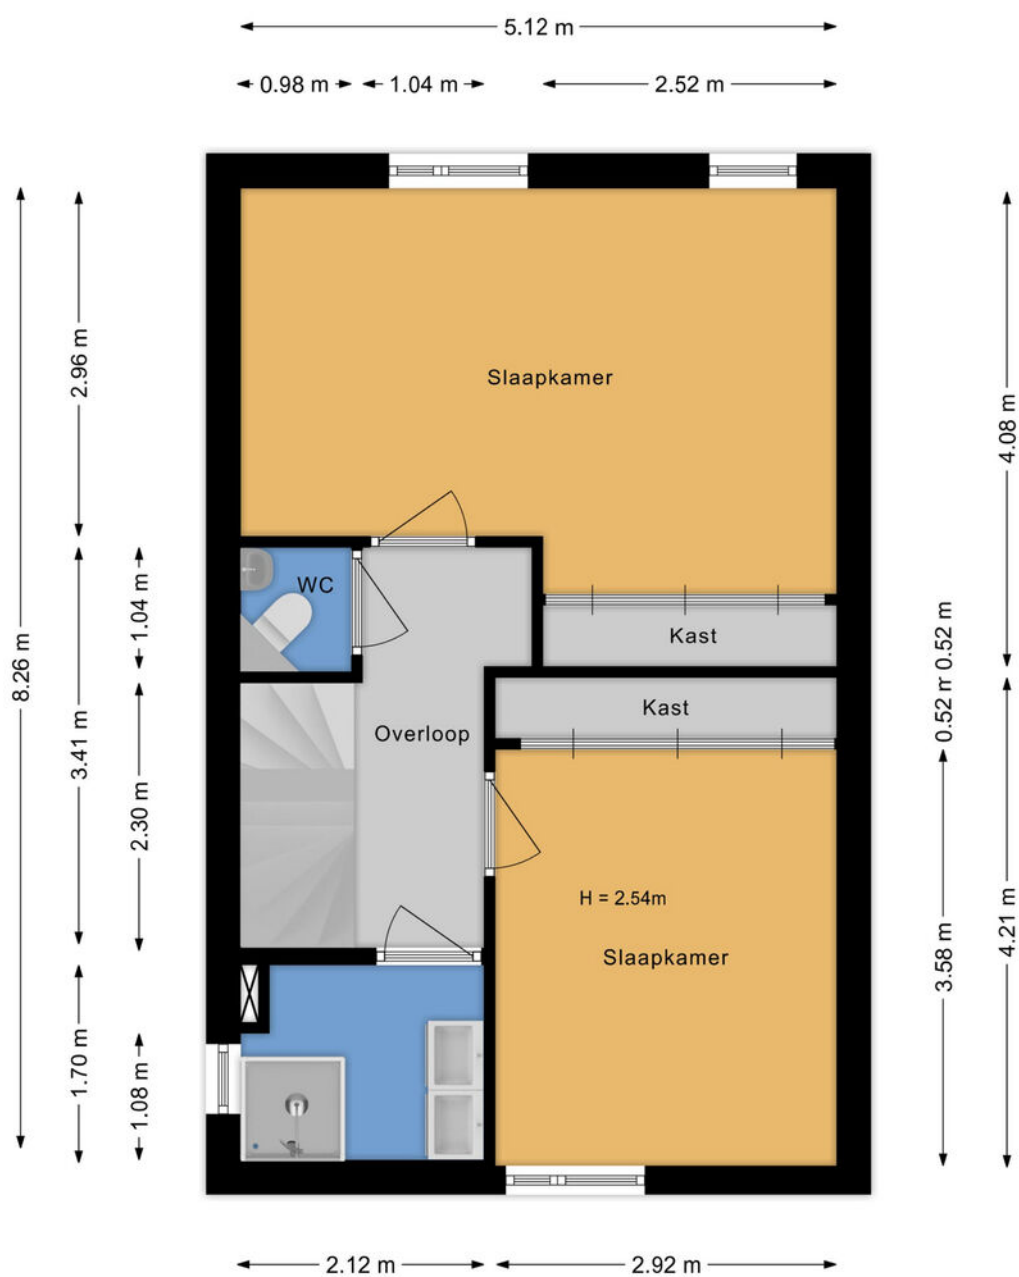 5.12 m
0.98 m
1.04 m
2.52 m
2.96 m
Slaapkamer
4.08 m
WC
1.04 m
Kast
0.52 m
8.26 m
Kast
0.52 m
3.41 m
Overloop
2.30 m
H = 2.54m
Slaapkamer
3.58 m
4.21 m
1.70 m
1.08 m
2.12 m
2.92 m